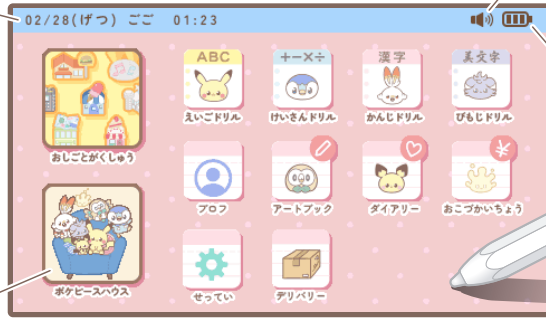 02/28(げつ) ごご 01:23
ABC
えいごドリル
+-×÷
けいさんドリル
漢字
かんじドリル
美文字
びもじドリル
おしごとがくしゅう
プロフ
アートブック
ダイアリー
¥
おこづかいちょう
ポケピースハウス
せってい
デリバリー